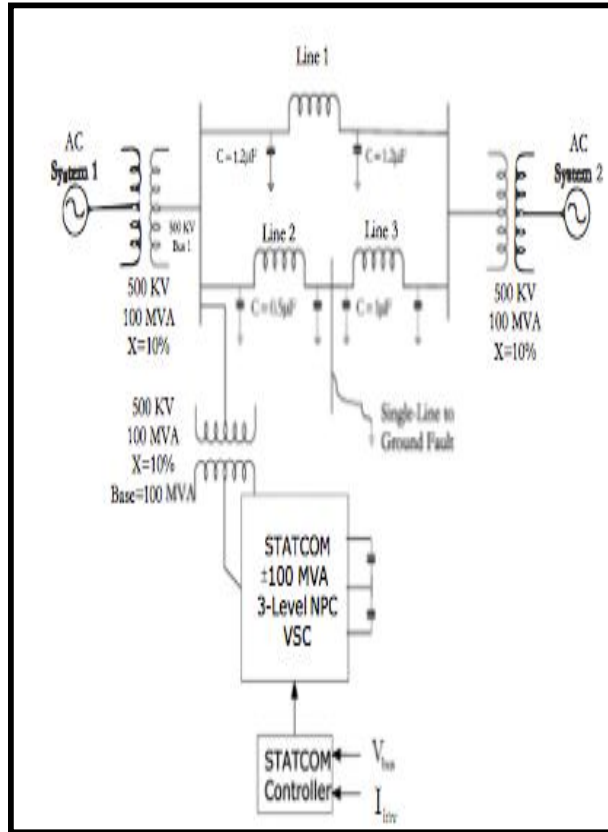 Line 1
AC
System 1
C = 1.2µF
C = 1.2µF
AC
System 2
500 KV
Bus 1
Line 2
Line 3
500 KV
100 MVA
X=10%
C = 0.5µF
C = 1µF
500 KV
100 MVA
X=10%
500 KV
100 MVA
X=10%
Base=100 MVA
Single-Line to
Ground Fault
STATCOM
±100 MVA
3-Level NPC
VSC
STATCOM
Controller
V bus
I inv